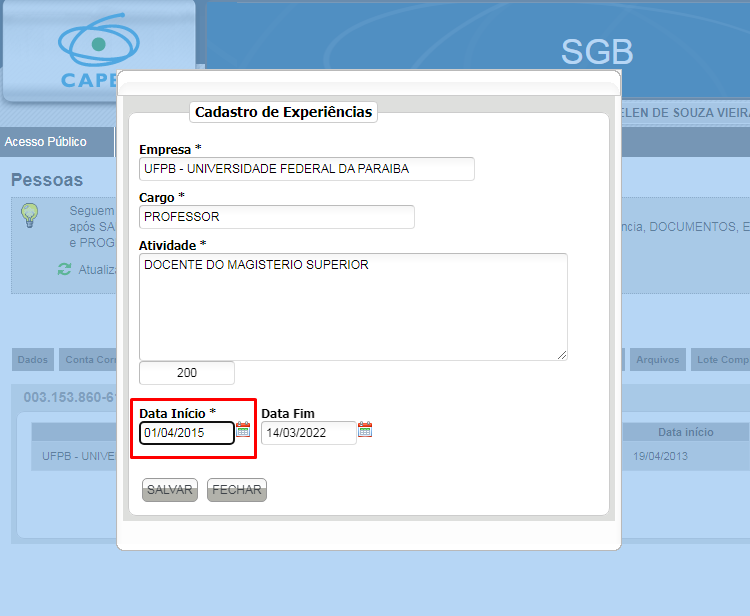 CAPE
SGB
ELEN DE SOUZA VIEIRA
Acesso Público
Pessoas
Seguem
após SA
e PROG
ncia, DOCUMENTOS, E
Atualiza
Cadastro de Experiências
Empresa *
UFPB - UNIVERSIDADE FEDERAL DA PARAIBA
Cargo *
PROFESSOR
Atividade *
DOCENTE DO MAGISTERIO SUPERIOR
200
Data Início * Data Fim
01/04/2015 14/03/2022
SALVAR FECHAR
Dados Conta Corr Arquivos Lote Comp
003.153.860-6
Data início
UFPB - UNIVE 19/04/2013